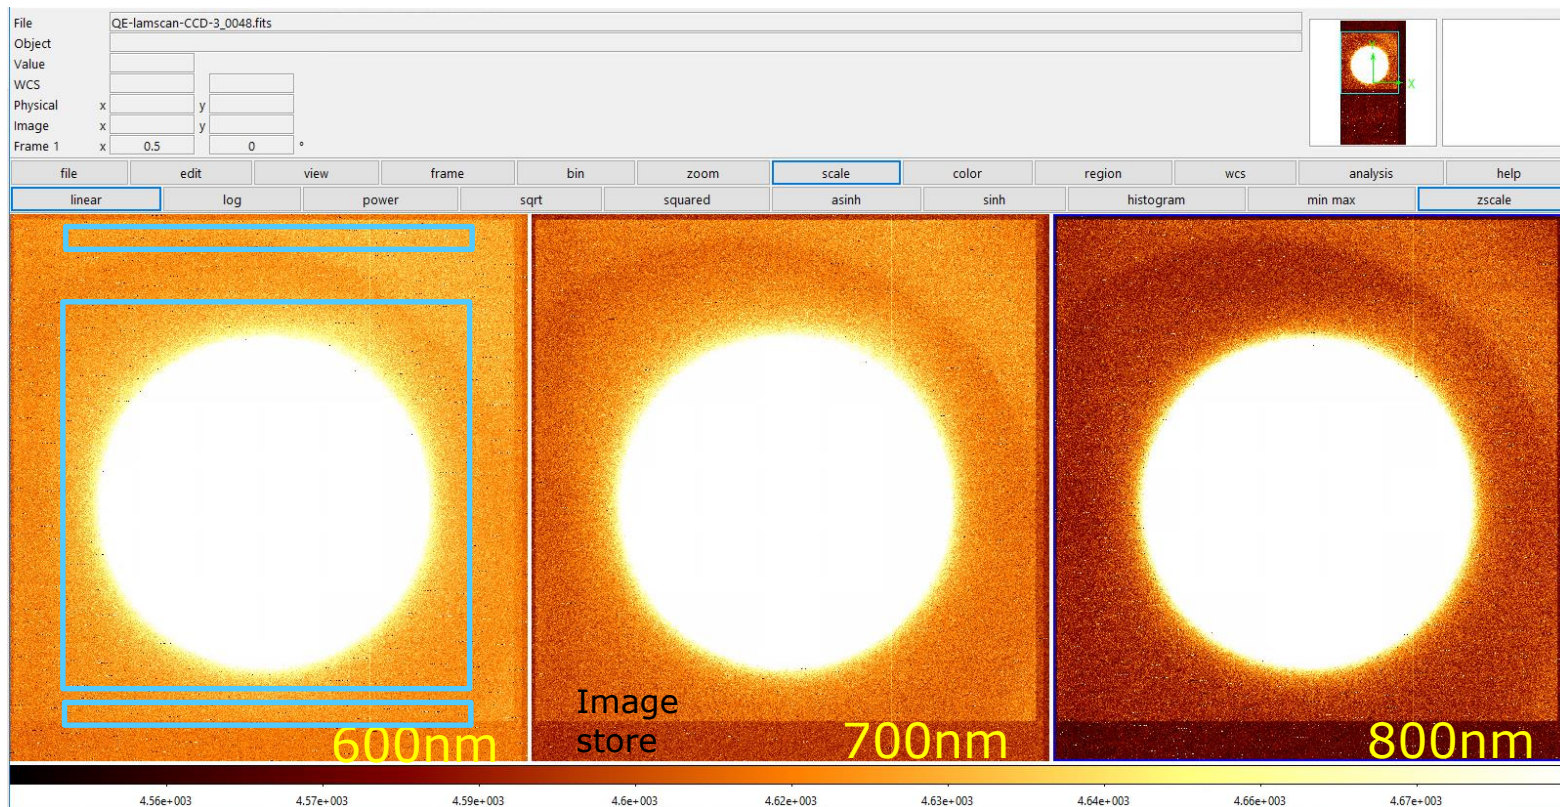 File QE-lamscan-CCD-3_0048.fits
Object
Value
WCS
Physical x y
Image x y
Frame 1 x 0.5 0 °
X
file edit view frame bin zoom scale color region wcs analysis help
linear log power sqrt squared asinh sinh histogram min max zscale
Image
store
600nm 700nm 800nm
4.56e+003 4.57e+003 4.59e+003 4.6e+003 4.62e+003 4.63e+003 4.64e+003 4.66e+003 4.67e+003